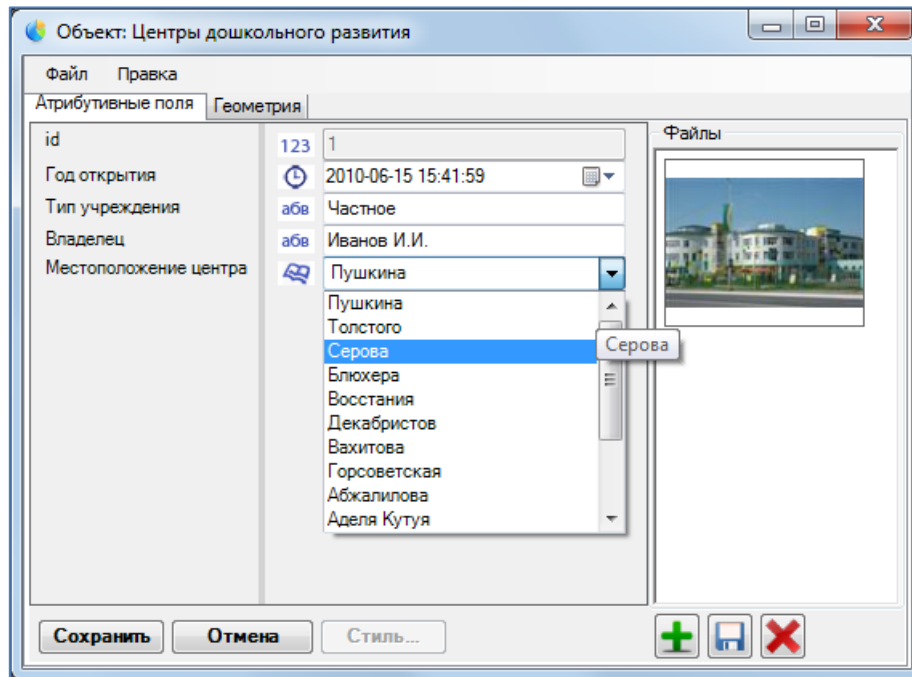 Объект: Центры дошкольного развития
Файл Правка
Атрибутивные поля Геометрия
id 123 1
Год открытия 2010-06-15 15:41:59
Тип учреждения абв Частное
Владелец абв Иванов И.И.
Местоположение центра Пушкина
Пушкина
Толстого
Серова
Серова
Блюхера
Восстания
Декабристов
Вахитова
Горсоветская
Абжалилова
Аделя Кутуя
Файлы
Сохранить Отмена Стиль...